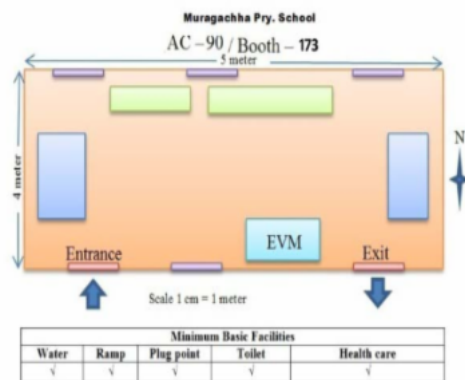 Muragachha Pry. School
AC – 90 / Booth – 173
5 meter
4 meter
N
EVM
Entrance
Exit
Scale 1 cm = 1 meter
Minimum Basic Facilities
Water Ramp Plug point Toilet Health care
√ √ √ √ √